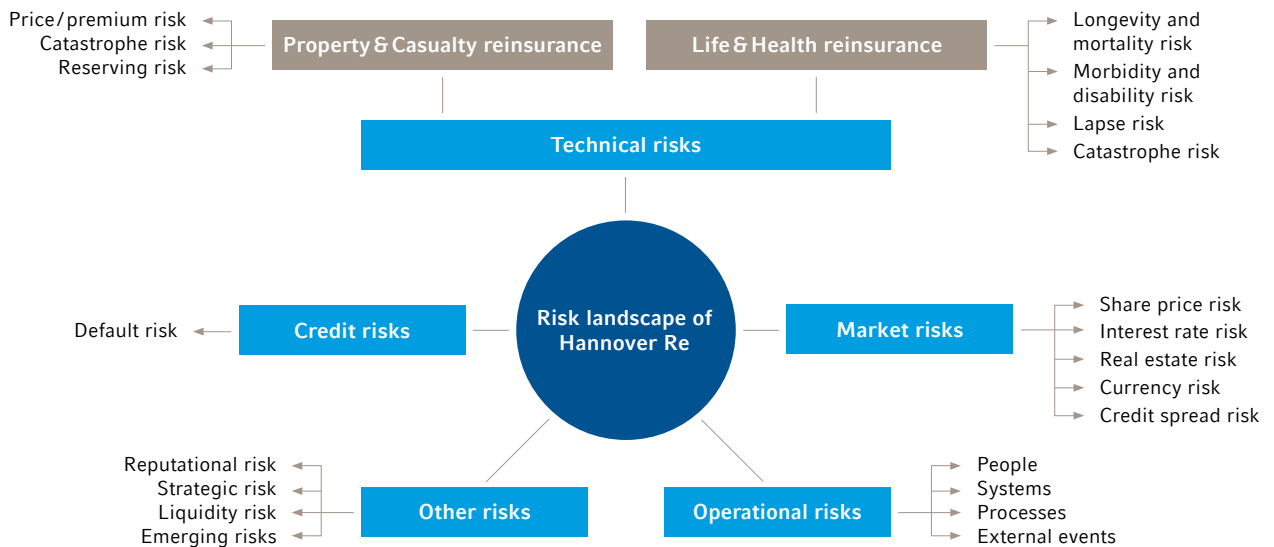 Price/premium risk
Catastrophe risk
Reserving risk
Property & Casualty reinsurance
Life & Health reinsurance
Longevity and
mortality risk
Morbidity and
disability risk
Lapse risk
Catastrophe risk
Technical risks
Risk landscape of
Hannover Re
Default risk
Credit risks
Market risks
Share price risk
Interest rate risk
Real estate risk
Currency risk
Credit spread risk
Reputational risk
Strategic risk
Liquidity risk
Emerging risks
Other risks
Operational risks
People
Systems
Processes
External events